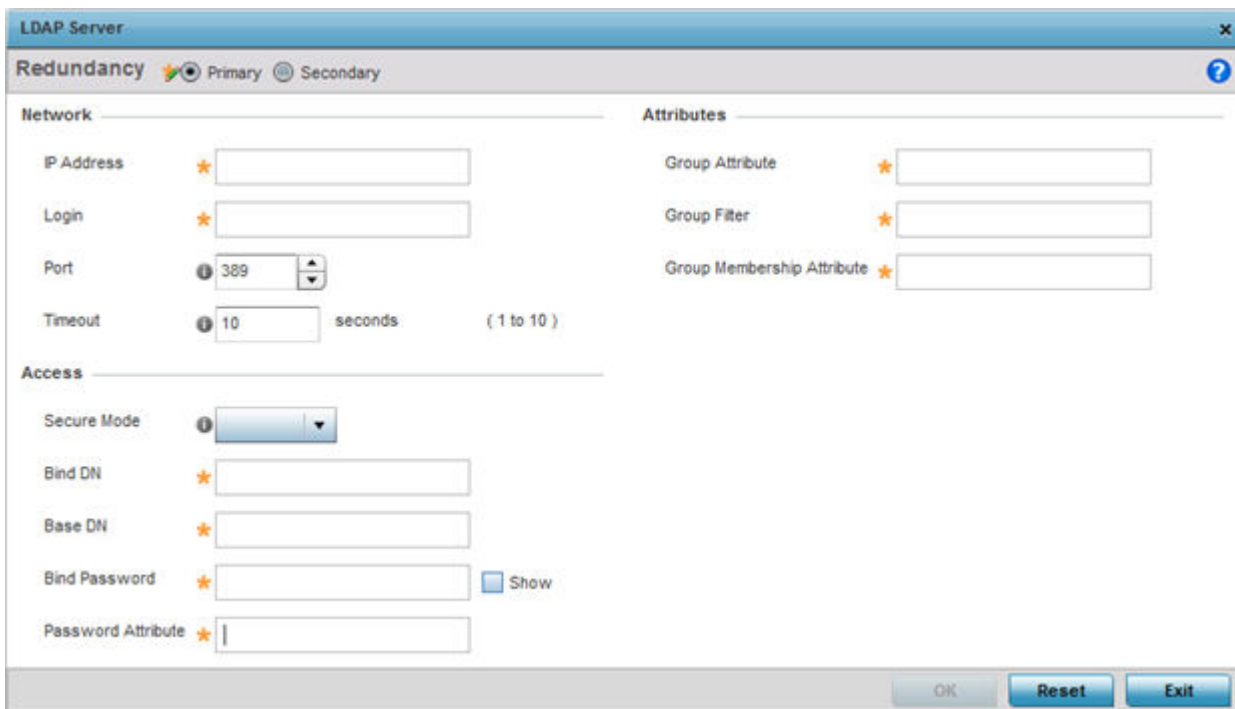 LDAP Server
Redundancy Primary Secondary
Network
IP Address
Login
Port 389
Timeout 10 seconds ( 1 to 10 )
Access
Secure Mode
Bind DN
Base DN
Bind Password Show
Password Attribute
Attributes
Group Attribute
Group Filter
Group Membership Attribute
OK Reset Exit